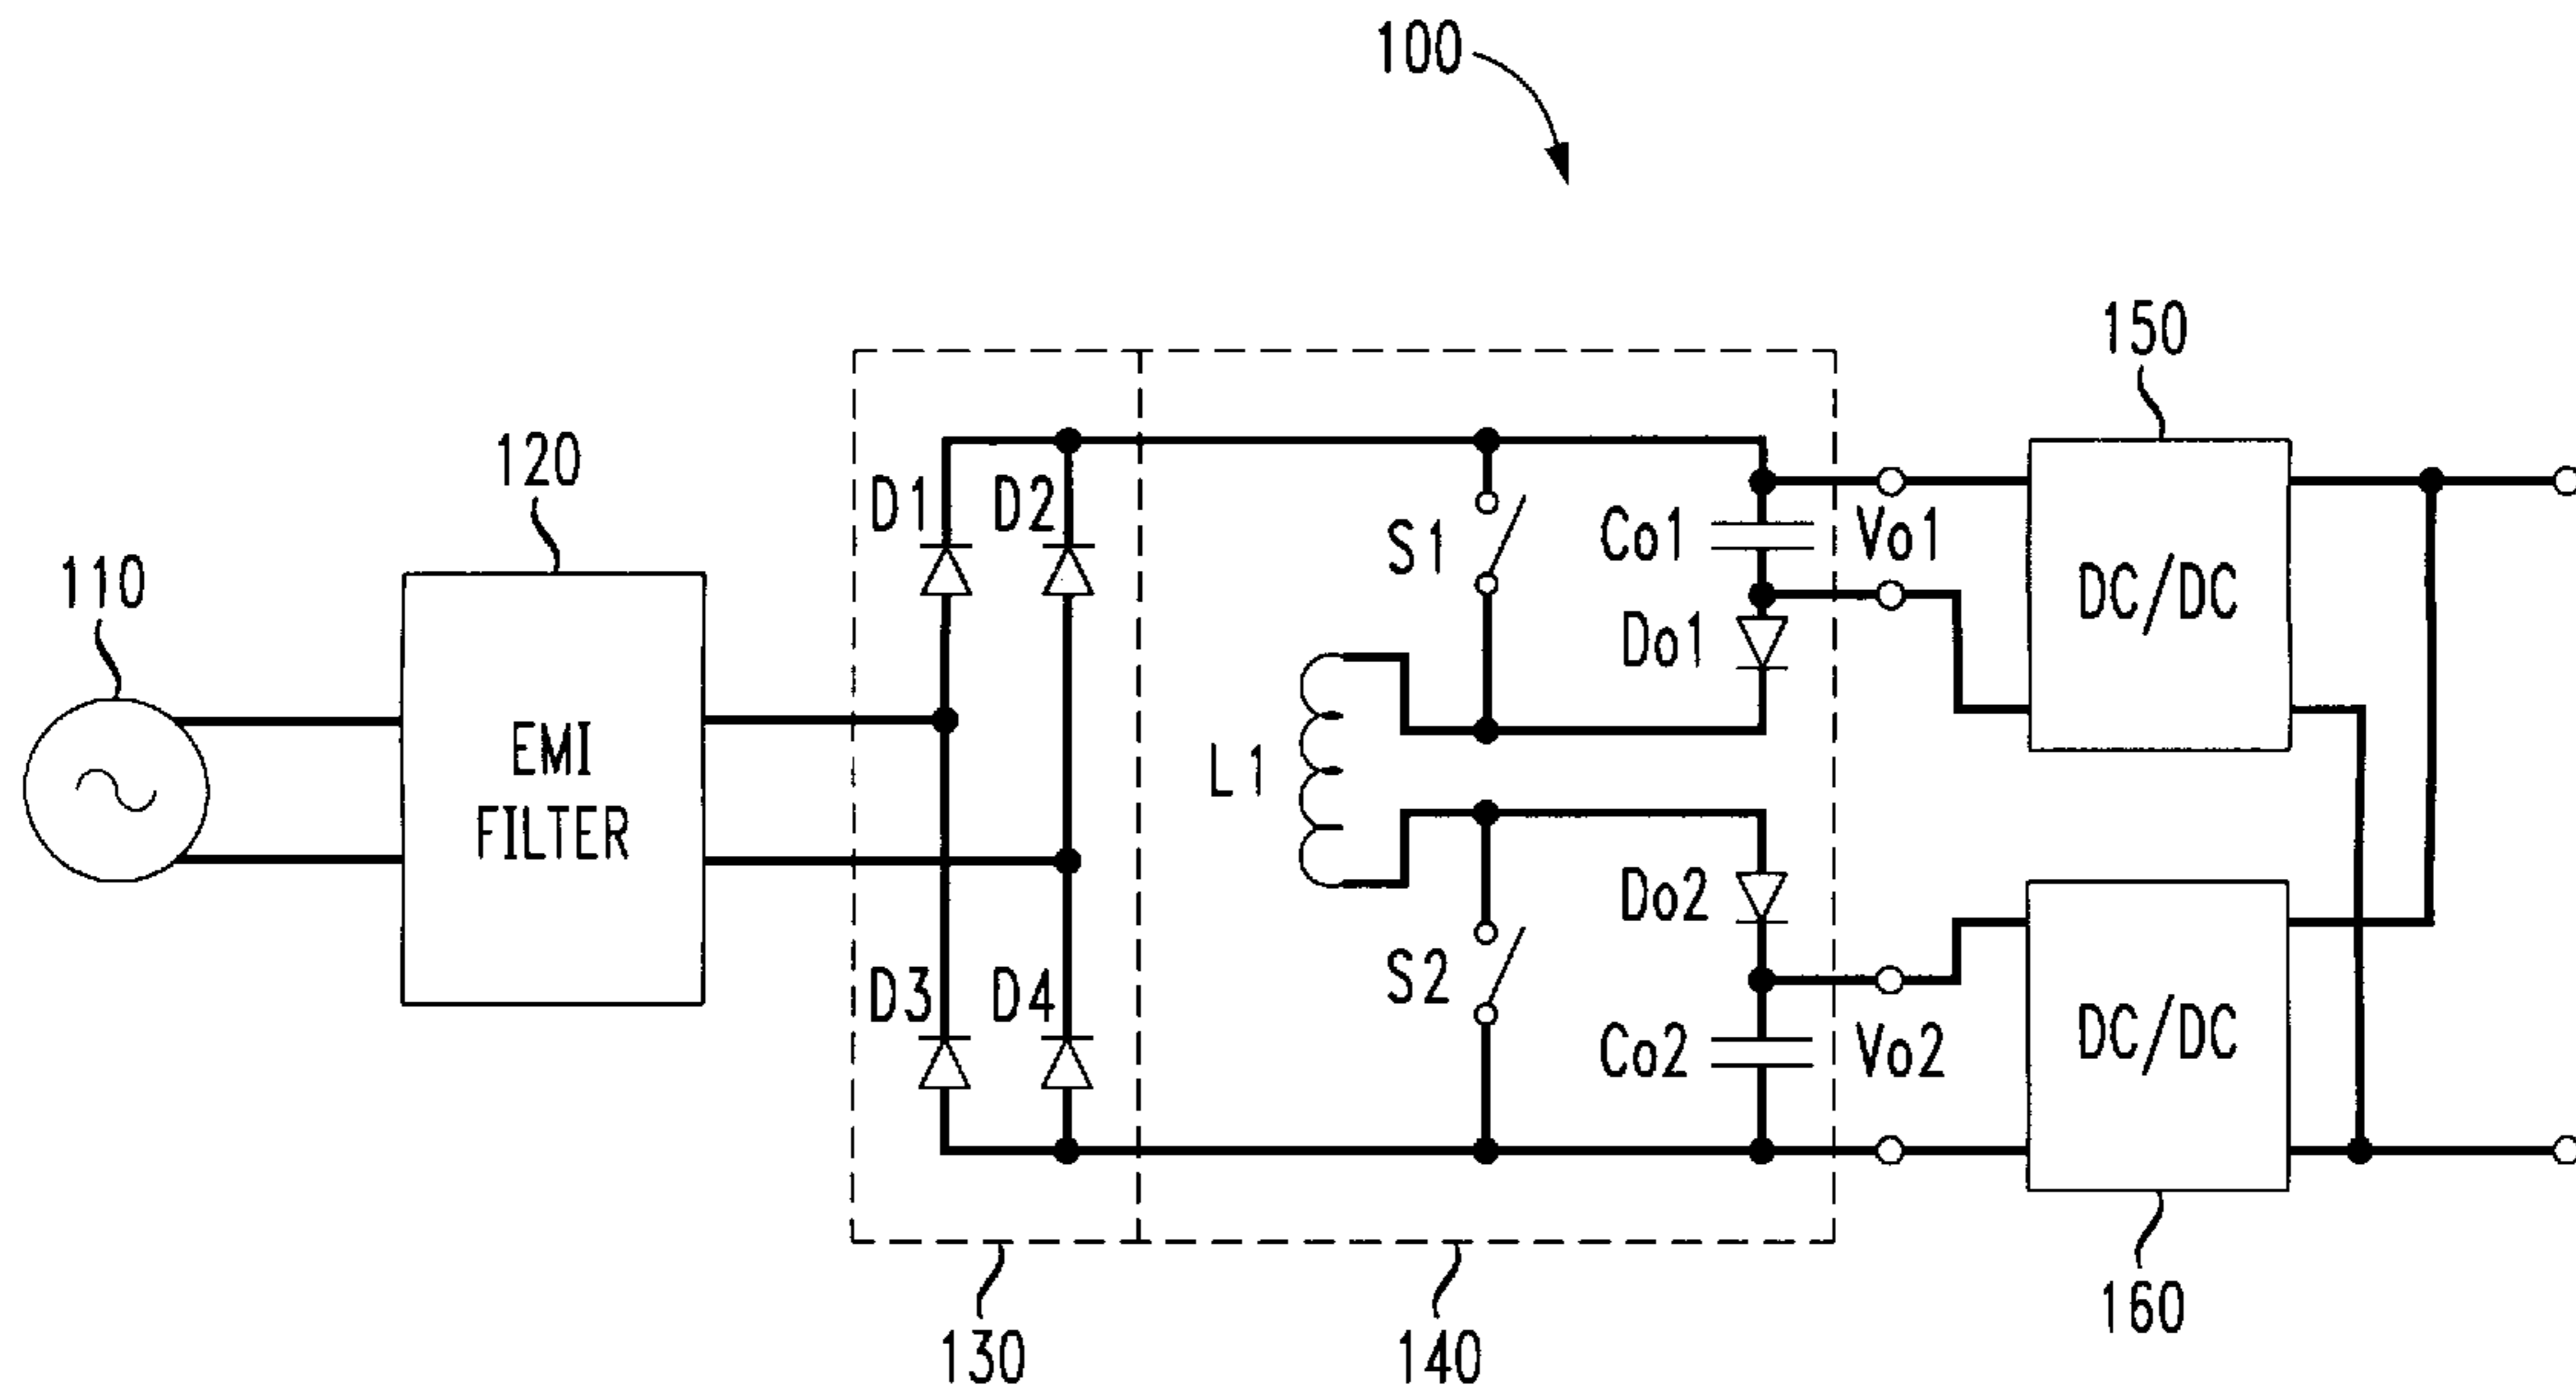 100
150
120
D1
D2
S1
Co1
Vo1
DC/DC
110
Do1
EMI
FILTER
L1
Do2
D3
D4
S2
Co2
Vo2
DC/DC
130
140
160